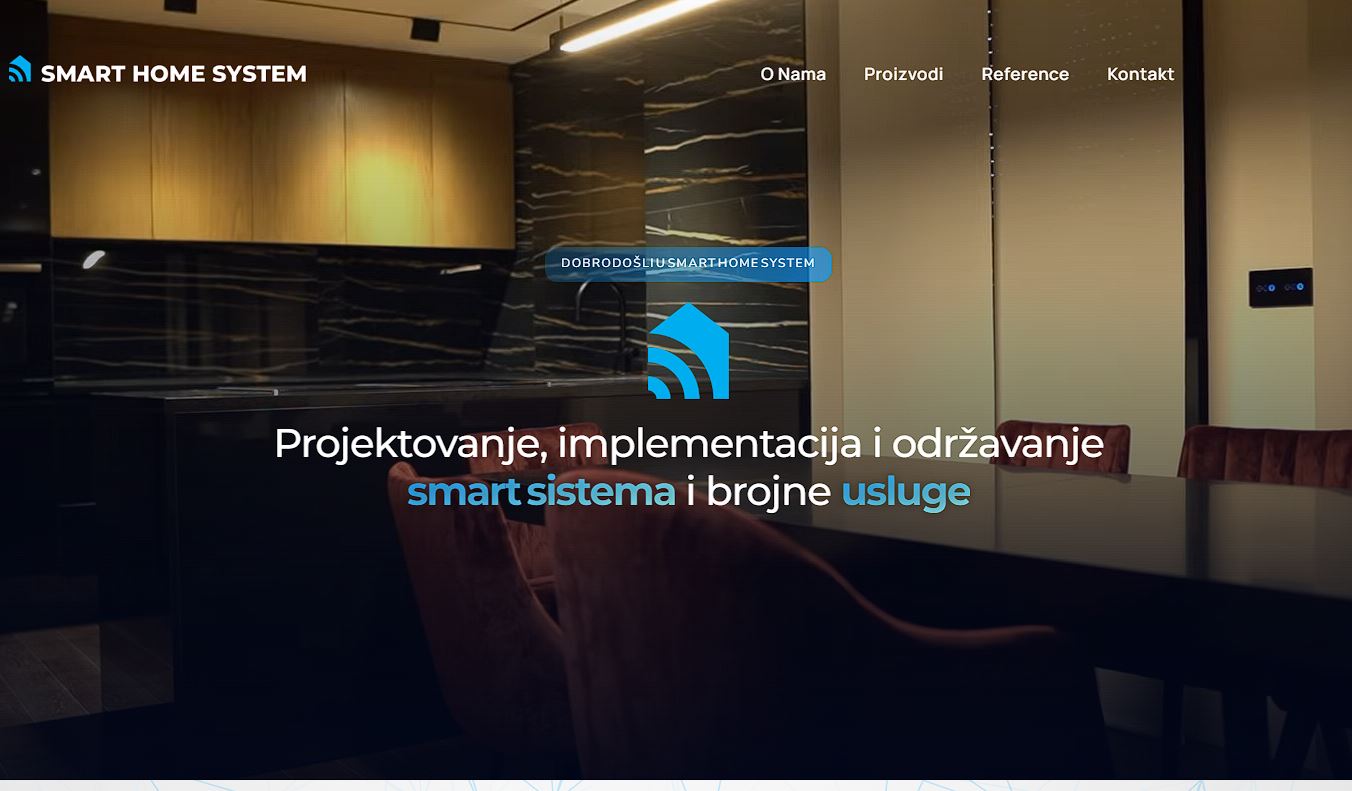 SMART HOME SYSTEM
O Nama Proizvodi Reference Kontakt
DOBRODOŠLI U SMART HOME SYSTEM
Projektovanje, implementacija i održavanje
smart sistema i brojne usluge